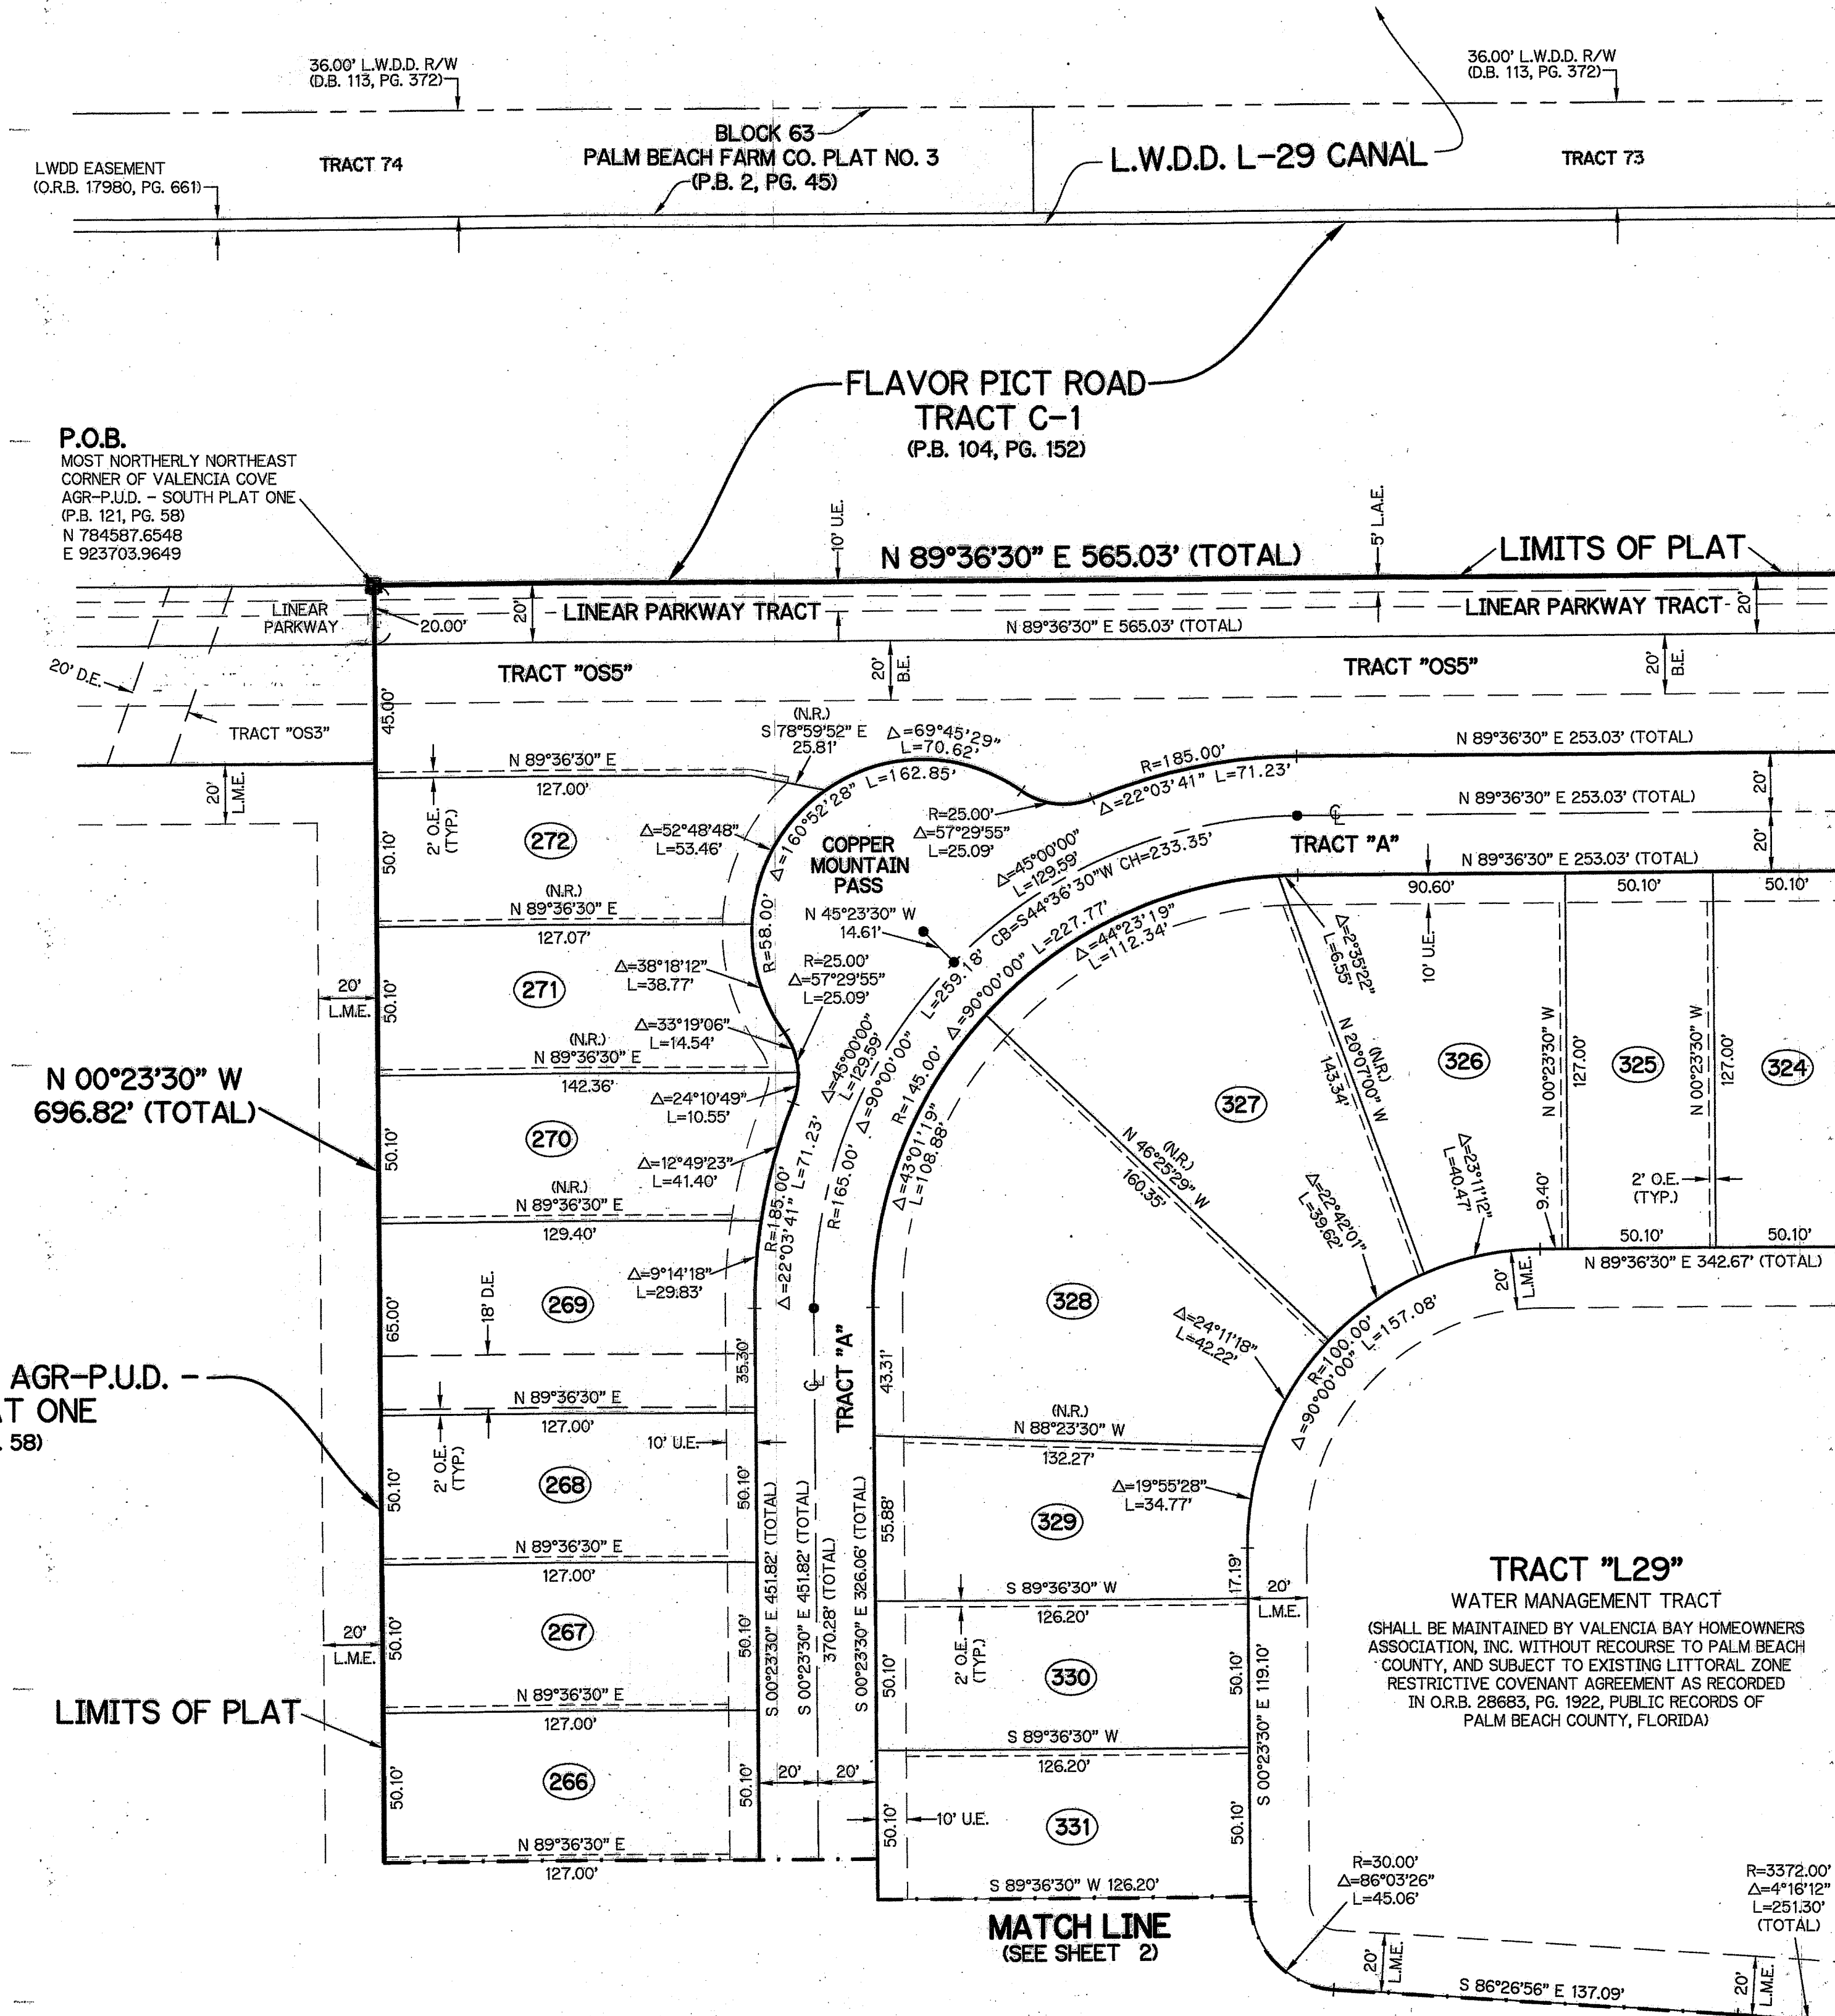 36.00' L.W.D.D. R/W
(D.B. 113, PG. 372)
36.00' L.W.D.D. R/W
(D.B. 113, PG. 372)
LWDD EASEMENT
(O.R.B. 17980, PG. 661)
TRACT 74
BLOCK 63
PALM BEACH FARM CO. PLAT NO. 3
(P.B. 2, PG. 45)
L.W.D.D. L-29 CANAL
TRACT 73
FLAVOR PICT ROAD
TRACT C-1
(P.B. 104, PG. 152)
P.O.B.
MOST NORTHERLY NORTHEAST
CORNER OF VALENCIA COVE
AGR-P.U.D. - SOUTH PLAT ONE
(P.B. 121, PG. 58)
N 784587.6548
E 923703.9649
10' U.E.
N 89°36'30" E 565.03' (TOTAL)
5' L.A.E.
LIMITS OF PLAT
LINEAR
PARKWAY
20.00'
20'
LINEAR PARKWAY TRACT
N 89°36'30" E 565.03' (TOTAL)
LINEAR PARKWAY TRACT
20'
20' D.E.
TRACT "OS3"
45.00'
TRACT "OS5"
20'
B.E.
TRACT "OS5"
20'
B.E.
20'
L.M.E.
N 89°36'30" E
127.00'
(N.R.)
S 78°59'52" E
25.81'
Δ=69°45'29"
L=70.62'
Δ=160°52'28" L=162.85'
R=185.00'
Δ=22°03'41" L=71.23'
N 89°36'30" E 253.03' (TOTAL)
N 89°36'30" E 253.03' (TOTAL)
N 89°36'30" E 253.03' (TOTAL)
20'
20'
℄
TRACT "A"
2' O.E.
(TYP.)
50.10'
272
Δ=52°48'48"
L=53.46'
COPPER
MOUNTAIN
PASS
R=25.00'
Δ=57°29'55"
L=25.09'
Δ=45°00'00"
L=129.59'
CB=S44°36'30"W CH=233.35'
N 45°23'30" W
14.61'
(N.R.)
N 89°36'30" E
127.07'
R=58.00'
20'
L.M.E.
50.10'
271
Δ=38°18'12"
L=38.77'
R=25.00'
Δ=57°29'55"
L=25.09'
Δ=33°19'06"
L=14.54'
(N.R.)
N 89°36'30" E
142.36'
Δ=24°10'49"
L=10.55'
N 00°23'30" W
696.82' (TOTAL)
50.10'
270
Δ=12°49'23"
L=41.40'
(N.R.)
N 89°36'30" E
129.40'
R=185.00'
Δ=22°03'41" L=71.23'
Δ=45°00'00"
L=129.59'
R=165.00' Δ=90°00'00" L=259.18'
R=145.00' Δ=90°00'00" L=227.77'
Δ=44°23'19"
L=112.34'
Δ=43°01'19"
L=108.88'
Δ=9°14'18"
L=29.83'
65.00'
18' D.E.
269
35.30'
90.60'
50.10'
50.10'
Δ=2°35'22"
L=6.55'
10' U.E.
(N.R.)
N 20°07'00" W
143.34'
326
N 00°23'30" W
127.00'
325
N 00°23'30" W
127.00'
324
327
(N.R.)
N 46°25'29" W
160.35'
Δ=22°42'01"
L=39.62'
Δ=23°11'12"
L=40.47'
9.40'
2' O.E.
(TYP.)
50.10'
50.10'
N 89°36'30" E 342.67' (TOTAL)
20'
L.M.E.
328
Δ=24°11'18"
L=42.22'
R=100.00'
Δ=90°00'00" L=157.08'
AGR-P.U.D. -
AT ONE
. 58)
N 89°36'30" E
127.00'
2' O.E.
(TYP.)
10' U.E.
℄
TRACT "A"
43.31'
(N.R.)
N 88°23'30" W
132.27'
50.10'
268
50.10'
Δ=19°55'28"
L=34.77'
55.88'
329
S 00°23'30" E 451.82' (TOTAL)
S 00°23'30" E 451.82' (TOTAL)
370.28' (TOTAL)
S 00°23'30" E 326.06' (TOTAL)
N 89°36'30" E
127.00'
17.19'
20'
L.M.E.
S 89°36'30" W
126.20'
TRACT "L29"
WATER MANAGEMENT TRACT
(SHALL BE MAINTAINED BY VALENCIA BAY HOMEOWNERS
ASSOCIATION, INC. WITHOUT RECOURSE TO PALM BEACH
COUNTY, AND SUBJECT TO EXISTING LITTORAL ZONE
RESTRICTIVE COVENANT AGREEMENT AS RECORDED
IN O.R.B. 28683, PG. 1922, PUBLIC RECORDS OF
PALM BEACH COUNTY, FLORIDA)
20'
L.M.E.
50.10'
267
50.10'
50.10'
2' O.E.
(TYP.)
330
50.10'
S 00°23'30" E 119.10'
LIMITS OF PLAT
N 89°36'30" E
127.00'
S 89°36'30" W
126.20'
50.10'
266
50.10'
20'
20'
50.10'
10' U.E.
331
50.10'
N 89°36'30" E
127.00'
S 89°36'30" W 126.20'
MATCH LINE
(SEE SHEET 2)
R=30.00'
Δ=86°03'26"
L=45.06'
R=3372.00'
Δ=4°16'12"
L=251.30'
(TOTAL)
20'
L.M.E.
S 86°26'56" E 137.09'
20'
L.M.E.